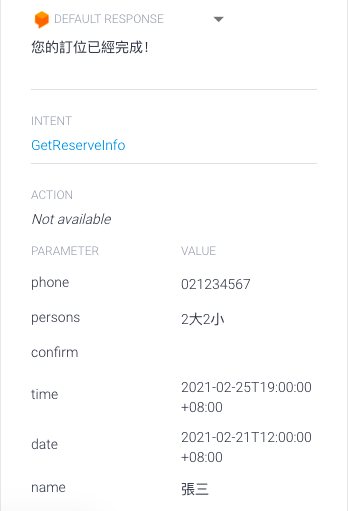 DEFAULT RESPONSE
您的訂位已經完成！
INTENT
GetReserveInfo
ACTION
Not available
PARAMETER VALUE
phone 021234567
persons 2大2小
confirm
time 2021-02-25T19:00:00
+08:00
date 2021-02-21T12:00:00
+08:00
name 張三